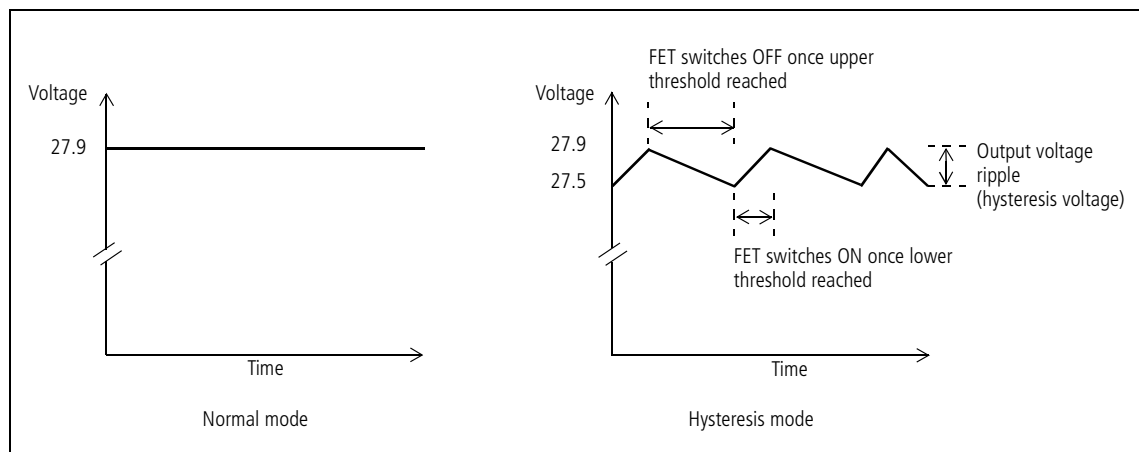 Voltage
27.9
Time
Normal mode
FET switches OFF once upper
threshold reached
Voltage
27.9
27.5
Output voltage
ripple
(hysteresis voltage)
FET switches ON once lower
threshold reached
Time
Hysteresis mode